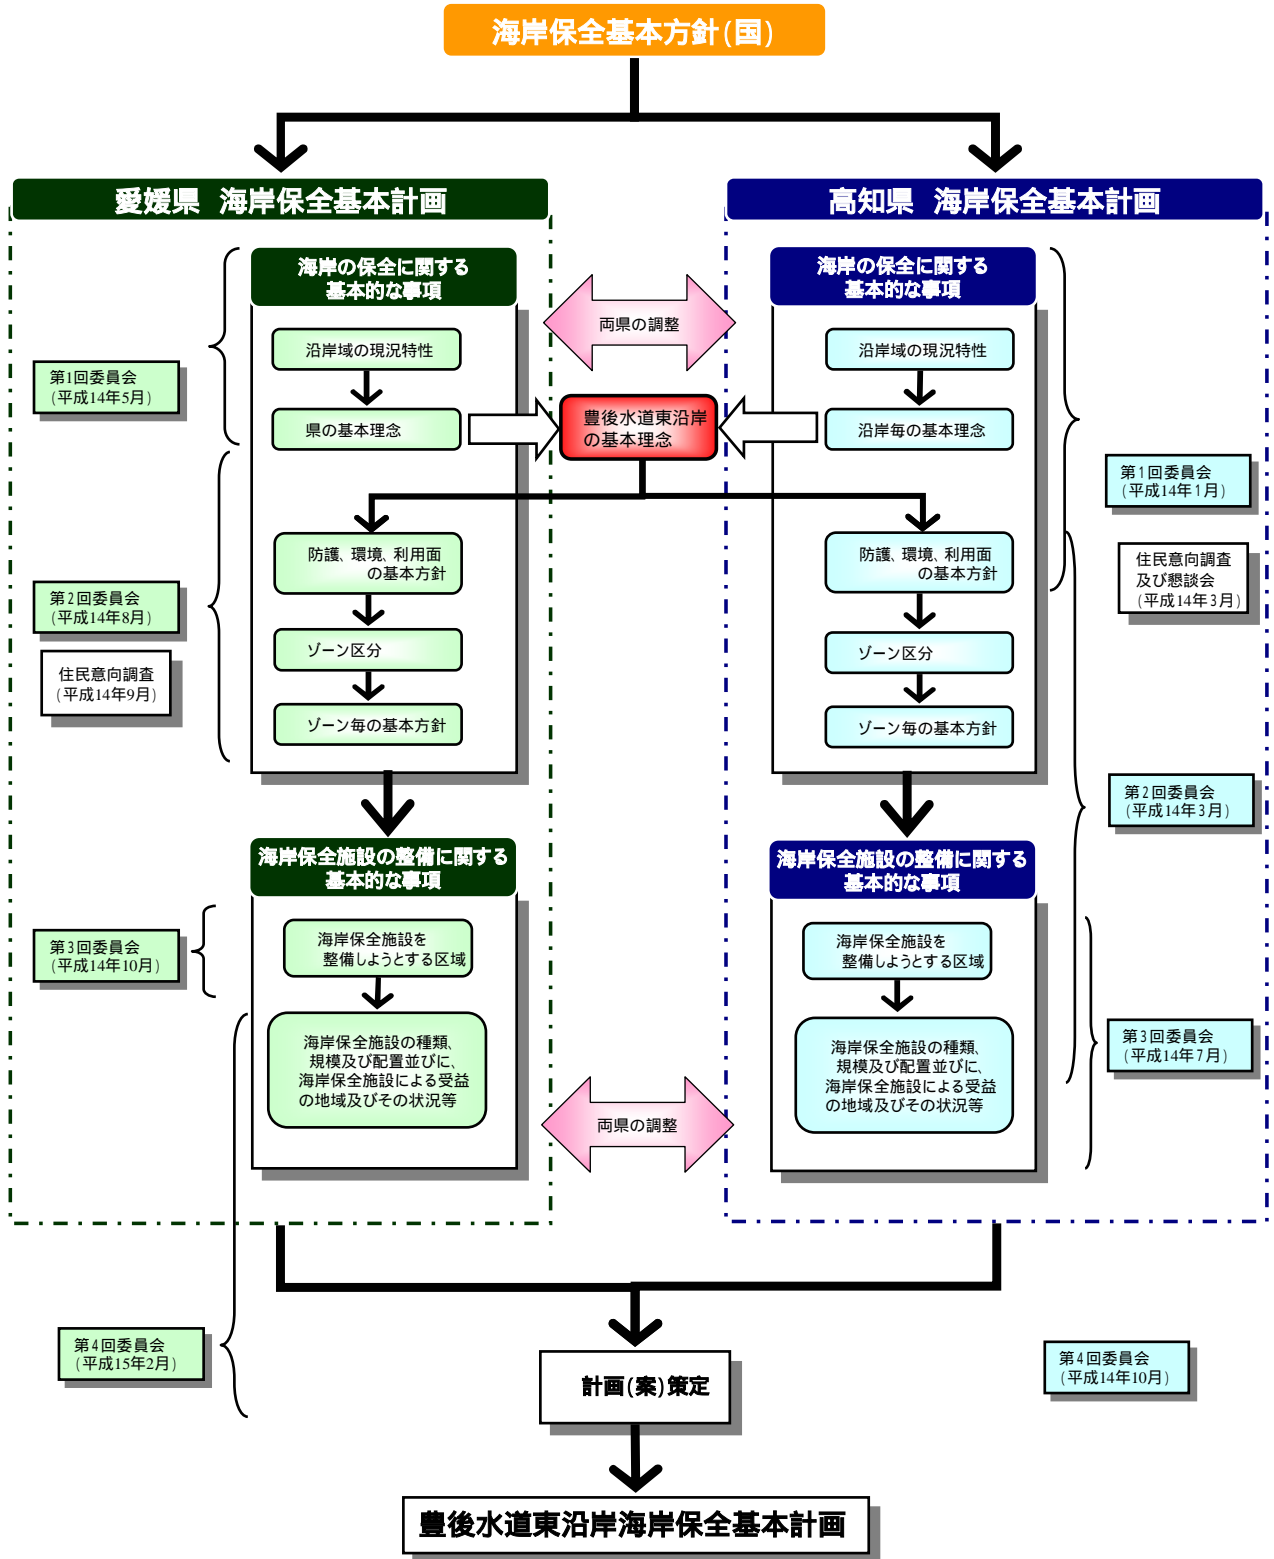 海岸保全基本方針(国)
愛媛県　海岸保全基本計画
海岸の保全に関する
基本的な事項
沿岸域の現況特性
県の基本理念
防護、環境、利用面
の基本方針
ゾーン区分
ゾーン毎の基本方針
海岸保全施設の整備に関する
基本的な事項
海岸保全施設を
整備しようとする区域
海岸保全施設の種類、
規模及び配置並びに、
海岸保全施設による受益
の地域及びその状況等
第1回委員会
(平成14年5月)
第2回委員会
(平成14年8月)
住民意向調査
(平成14年9月)
第3回委員会
(平成14年10月)
第4回委員会
(平成15年2月)
両県の調整
豊後水道東沿岸
の基本理念
両県の調整
高知県　海岸保全基本計画
海岸の保全に関する
基本的な事項
沿岸域の現況特性
沿岸毎の基本理念
防護、環境、利用面
の基本方針
ゾーン区分
ゾーン毎の基本方針
海岸保全施設の整備に関する
基本的な事項
海岸保全施設を
整備しようとする区域
海岸保全施設の種類、
規模及び配置並びに、
海岸保全施設による受益
の地域及びその状況等
第1回委員会
(平成14年1月)
住民意向調査
及び懇談会
(平成14年3月)
第2回委員会
(平成14年3月)
第3回委員会
(平成14年7月)
第4回委員会
(平成14年10月)
計画(案)策定
豊後水道東沿岸海岸保全基本計画